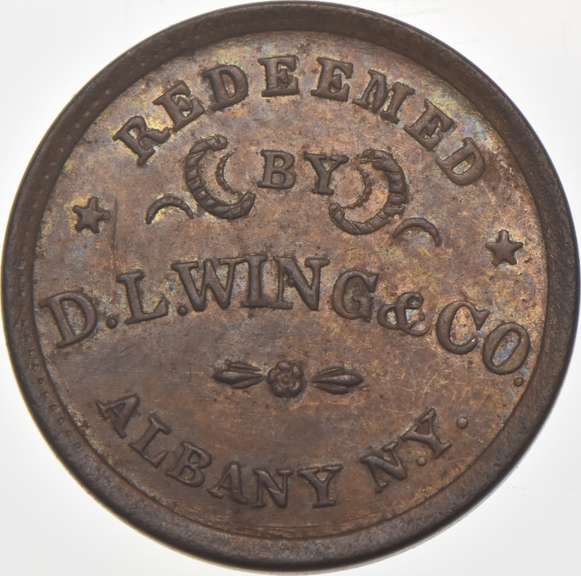 REDEEMED
BY
D.L.WING & CO.
ALBANY N.Y.